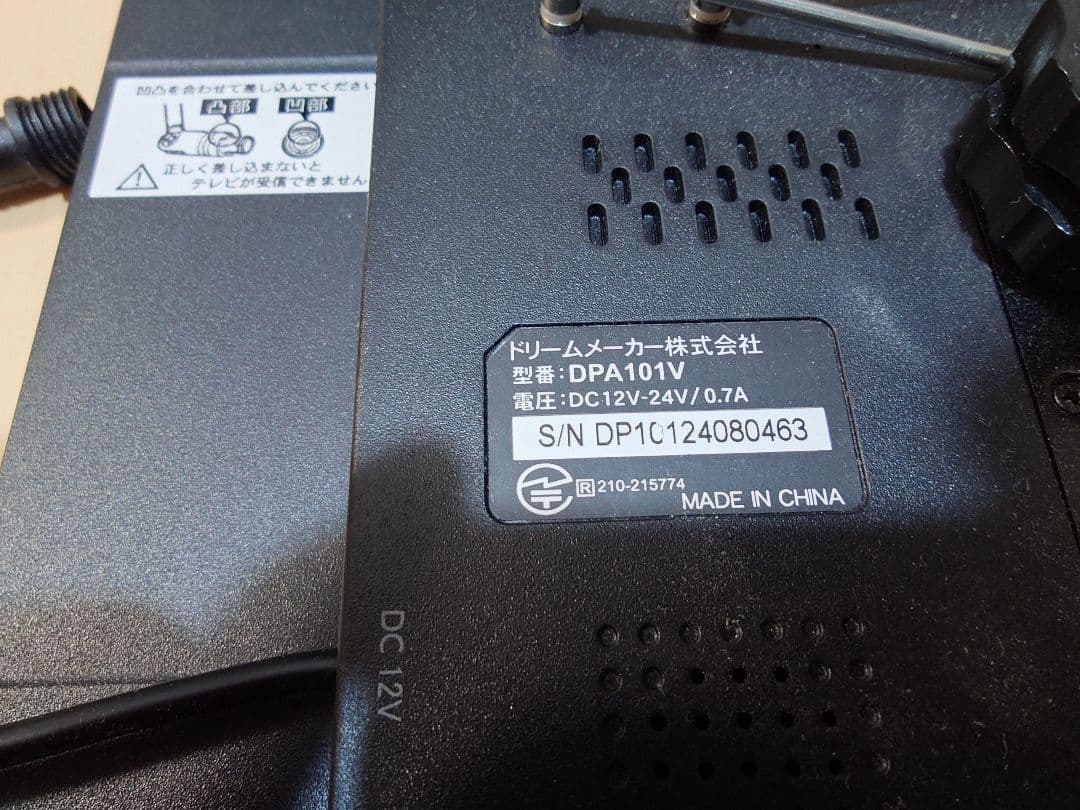 凹凸を合わせて差し込んでください
凸部 凹部
正しく差し込まないと
テレビが受信できません
ドリームメーカー株式会社
型番：DPA101V
電圧：DC12V-24V/0.7A
S/N DP10124080463
R 210-215774
MADE IN CHINA
DC 12V